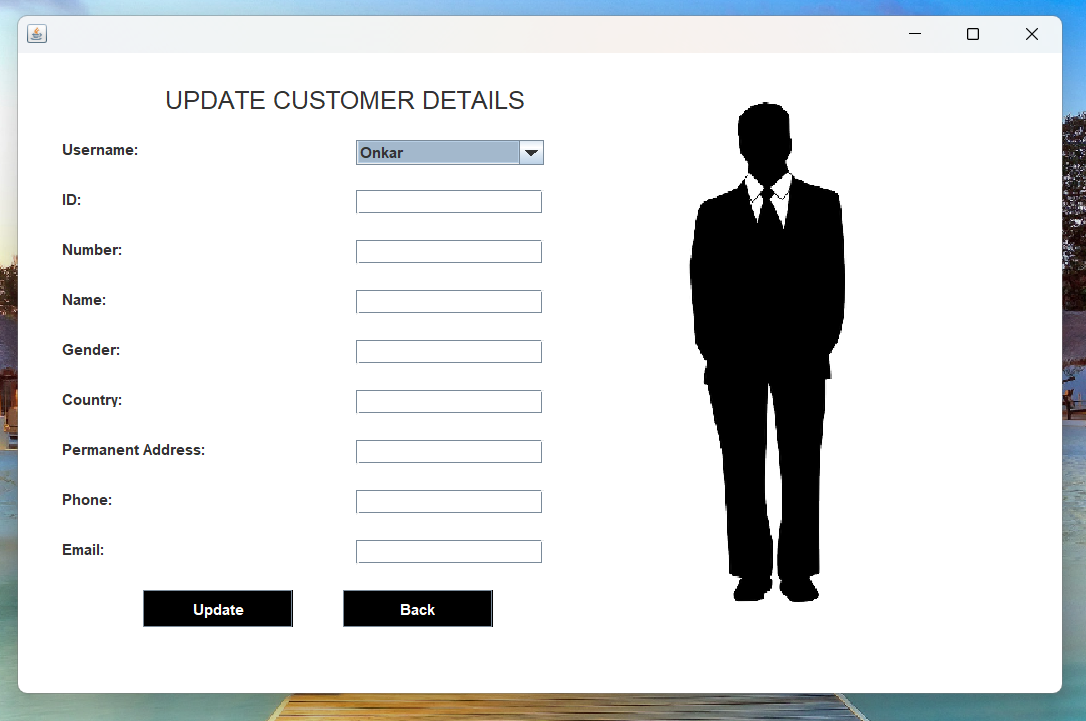 UPDATE CUSTOMER DETAILS
Username:
Onkar
ID:
Number:
Name:
Gender:
Country:
Permanent Address:
Phone:
Email:
Update
Back